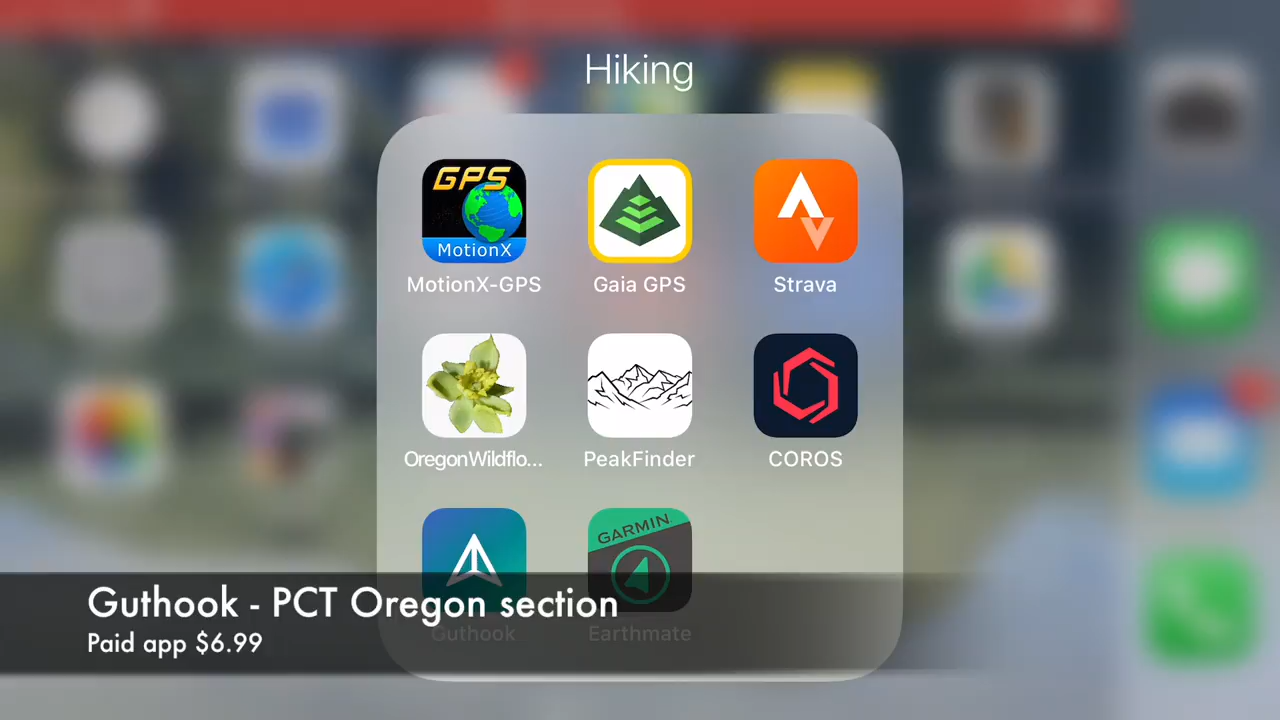 Hiking
GPS
MotionX
MotionX-GPS
Gaia GPS
Strava
OregonWildflo...
PeakFinder
COROS
GARMIN
Guthook
Earthmate
Guthook - PCT Oregon section
Paid app $6.99